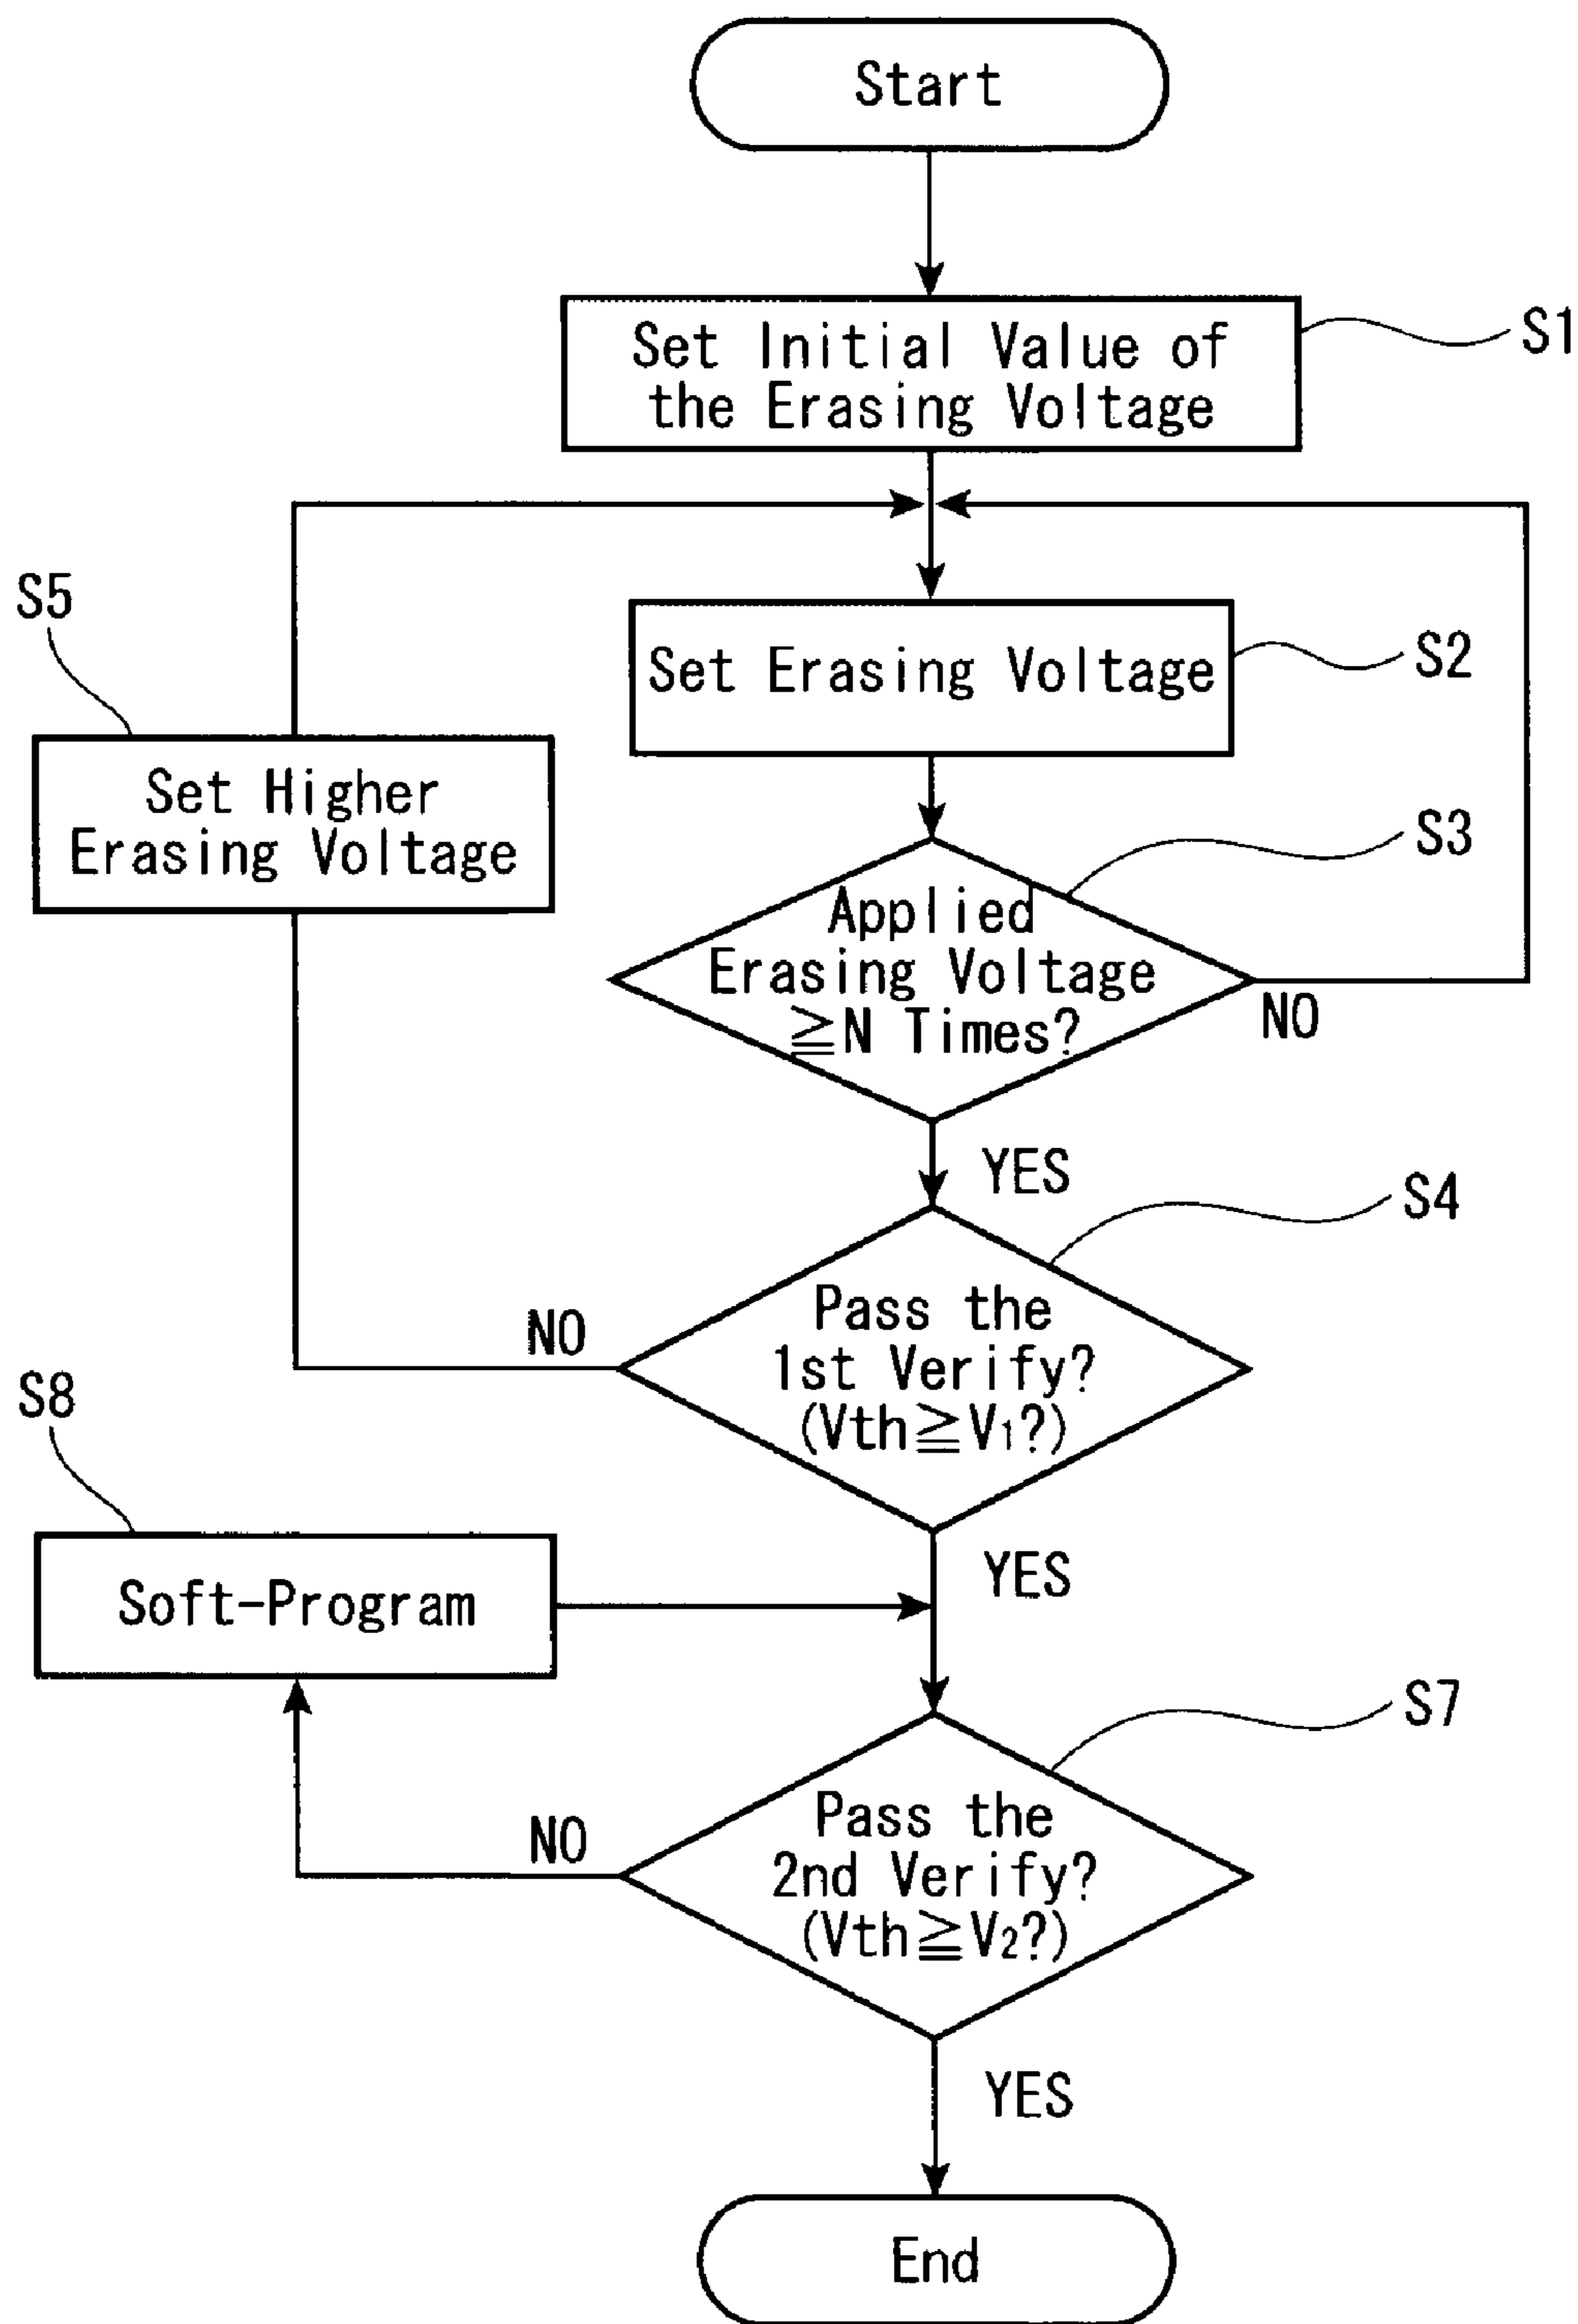 Start
Set Initial Value of
the Erasing Voltage
S1
S5
Set Erasing Voltage
S2
Set Higher
Erasing Voltage
S3
Applied
Erasing Voltage
≧N Times?
NO
YES
S4
Pass the
1st Verify?
(Vth≧V1?)
NO
S8
YES
Soft-Program
S7
Pass the
2nd Verify?
(Vth≧V2?)
NO
YES
End